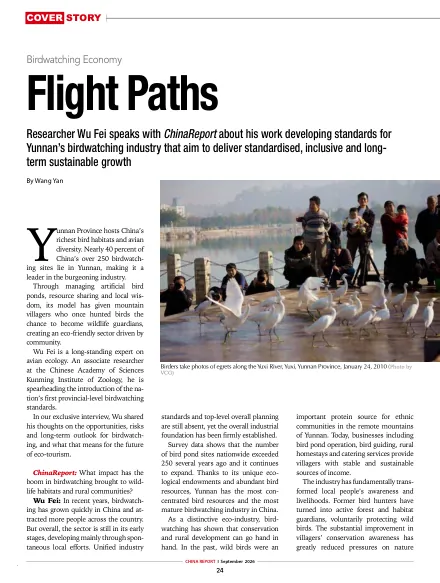 COVER STORY
Birdwatching Economy
Flight Paths
Researcher Wu Fei speaks with ChinaReport about his work developing standards for
Yunnan's birdwatching industry that aim to deliver standardised, inclusive and long-
term sustainable growth
By Wang Yan
Yunnan Province hosts China's
richest bird habitats and avian
diversity. Nearly 40 percent of
China's over 250 birdwatch-
ing sites lie in Yunnan, making it a
leader in the burgeoning industry.
Through managing artificial bird
ponds, resource sharing and local wis-
dom, its model has given mountain
villagers who once hunted birds the
chance to become wildlife guardians,
creating an eco-friendly sector driven by
community.
Wu Fei is a long-standing expert on
avian ecology. An associate researcher
at the Chinese Academy of Sciences
Kunming Institute of Zoology, he is
spearheading the introduction of the na-
tion's first provincial-level birdwatching
standards.
In our exclusive interview, Wu shared
his thoughts on the opportunities, risks
and long-term outlook for birdwatch-
ing, and what that means for the future
of eco-tourism.
ChinaReport: What impact has the
boom in birdwatching brought to wild-
life habitats and rural communities?
Wu Fei: In recent years, birdwatch-
ing has grown quickly in China and at-
tracted more people across the country.
But overall, the sector is still in its early
stages, developing mainly through spon-
taneous local efforts. Unified industry
Birders take photos of egrets along the Yuxi River, Yuxi, Yunnan Province, January 24, 2010 (Photo by
VCG)
standards and top-level overall planning
are still absent, yet the overall industrial
foundation has been firmly established.
Survey data shows that the number
of bird pond sites nationwide exceeded
250 several years ago and it continues
to expand. Thanks to its unique eco-
logical endowments and abundant bird
resources, Yunnan has the most con-
centrated bird resources and the most
mature birdwatching industry in China.
As a distinctive eco-industry, bird-
watching has shown that conservation
and rural development can go hand in
hand. In the past, wild birds were an
important protein source for ethnic
communities in the remote mountains
of Yunnan. Today, businesses including
bird pond operation, bird guiding, rural
homestays and catering services provide
villagers with stable and sustainable
sources of income.
The industry has fundamentally trans-
formed local people's awareness and
livelihoods. Former bird hunters have
turned into active forest and habitat
guardians, voluntarily protecting wild
birds. The substantial improvement in
villagers' conservation awareness has
greatly reduced pressures on nature
CHINA REPORT I September 2026
24